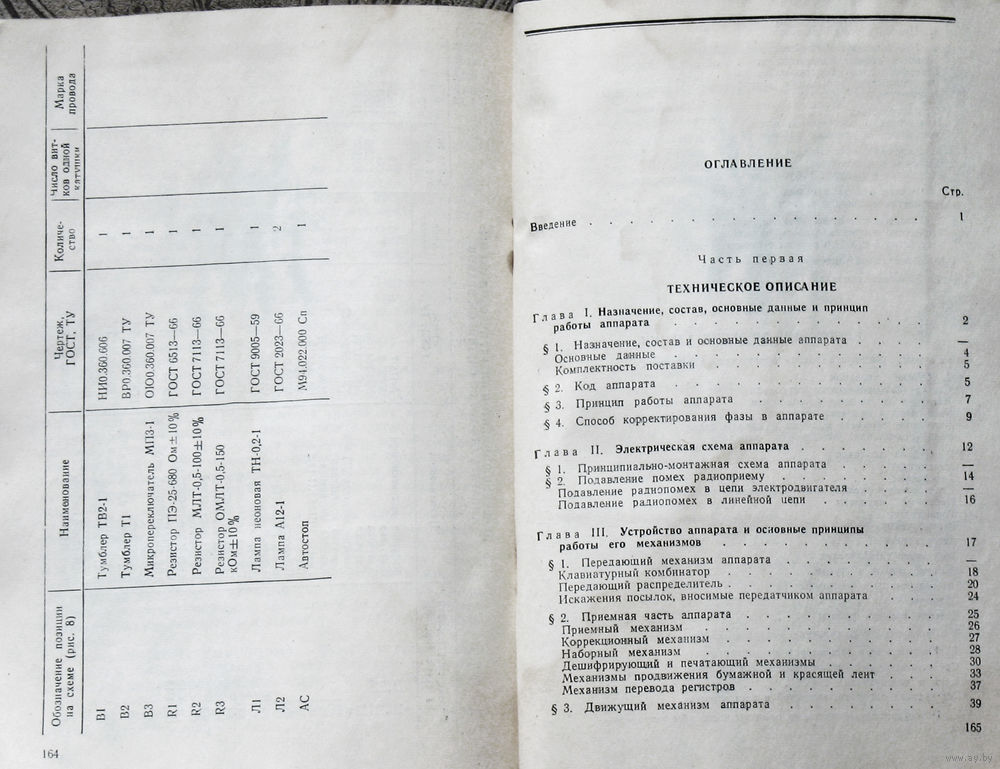 Обозначение позиции на схеме (рис. 8) Наименование Чертеж, ГОСТ, ТУ Количе-ство Число вит-ков одной катушки Марка провода
В1 Тумблер ТВ2-1 НИ0.360.606 1
В2 Тумблер Т1 ВР0.360.007 ТУ 1
В3 Микропереключатель МП3-1 ОЮ0.360.007 ТУ 1
R1 Резистор ПЭ-25-680 Ом±10% ГОСТ 6513—66 1
R2 Резистор МЛТ-0,5-100±10% ГОСТ 7113—66 1
R3 Резистор ОМЛТ-0,5-150 ГОСТ 7113—66 1
кОм±10%
Л1 Лампа неоновая ТН-0,2-1 ГОСТ 9005—59 1
Л2 Лампа А12-1 ГОСТ 2023—66 2
АС Автостоп М94.022.000 Сп 1
164
ОГЛАВЛЕНИЕ
Стр.
Введение . . . . . . . . . . . . . . . . . 1
Часть первая
ТЕХНИЧЕСКОЕ ОПИСАНИЕ
Глава I. Назначение, состав, основные данные и принцип
работы аппарата . . . . . . . . . . . . . 2
§ 1. Назначение, состав и основные данные аппарата . . . . —
Основные данные . . . . . . . . . . . . . 4
Комплектность поставки . . . . . . . . . . . 5
§ 2. Код аппарата . . . . . . . . . . . . . 5
§ 3. Принцип работы аппарата . . . . . . . . . 7
§ 4. Способ корректирования фазы в аппарате . . . . . 9
Глава II. Электрическая схема аппарата . . . . . . . 12
§ 1. Принципиально-монтажная схема аппарата . . . . . —
§ 2. Подавление помех радиоприему . . . . . . . . 14
Подавление радиопомех в цепи электродвигателя . . . . —
Подавление радиопомех в линейной цепи . . . . . . 16
Глава III. Устройство аппарата и основные принципы
работы его механизмов . . . . . . . . . . . 17
§ 1. Передающий механизм аппарата . . . . . . . . —
Клавиатурный комбинатор . . . . . . . . . . 18
Передающий распределитель . . . . . . . . . . 20
Искажения посылок, вносимые передатчиком аппарата . . . 24
§ 2. Приемная часть аппарата . . . . . . . . . . 25
Приемный механизм . . . . . . . . . . . . 26
Коррекционный механизм . . . . . . . . . . . 27
Наборный механизм . . . . . . . . . . . . 28
Дешифрирующий и печатающий механизмы . . . . . . 30
Механизмы продвижения бумажной и красящей лент . . . 33
Механизм перевода регистров . . . . . . . . . 37
§ 3. Движущий механизм аппарата . . . . . . . . . 39
165
www.ay.by